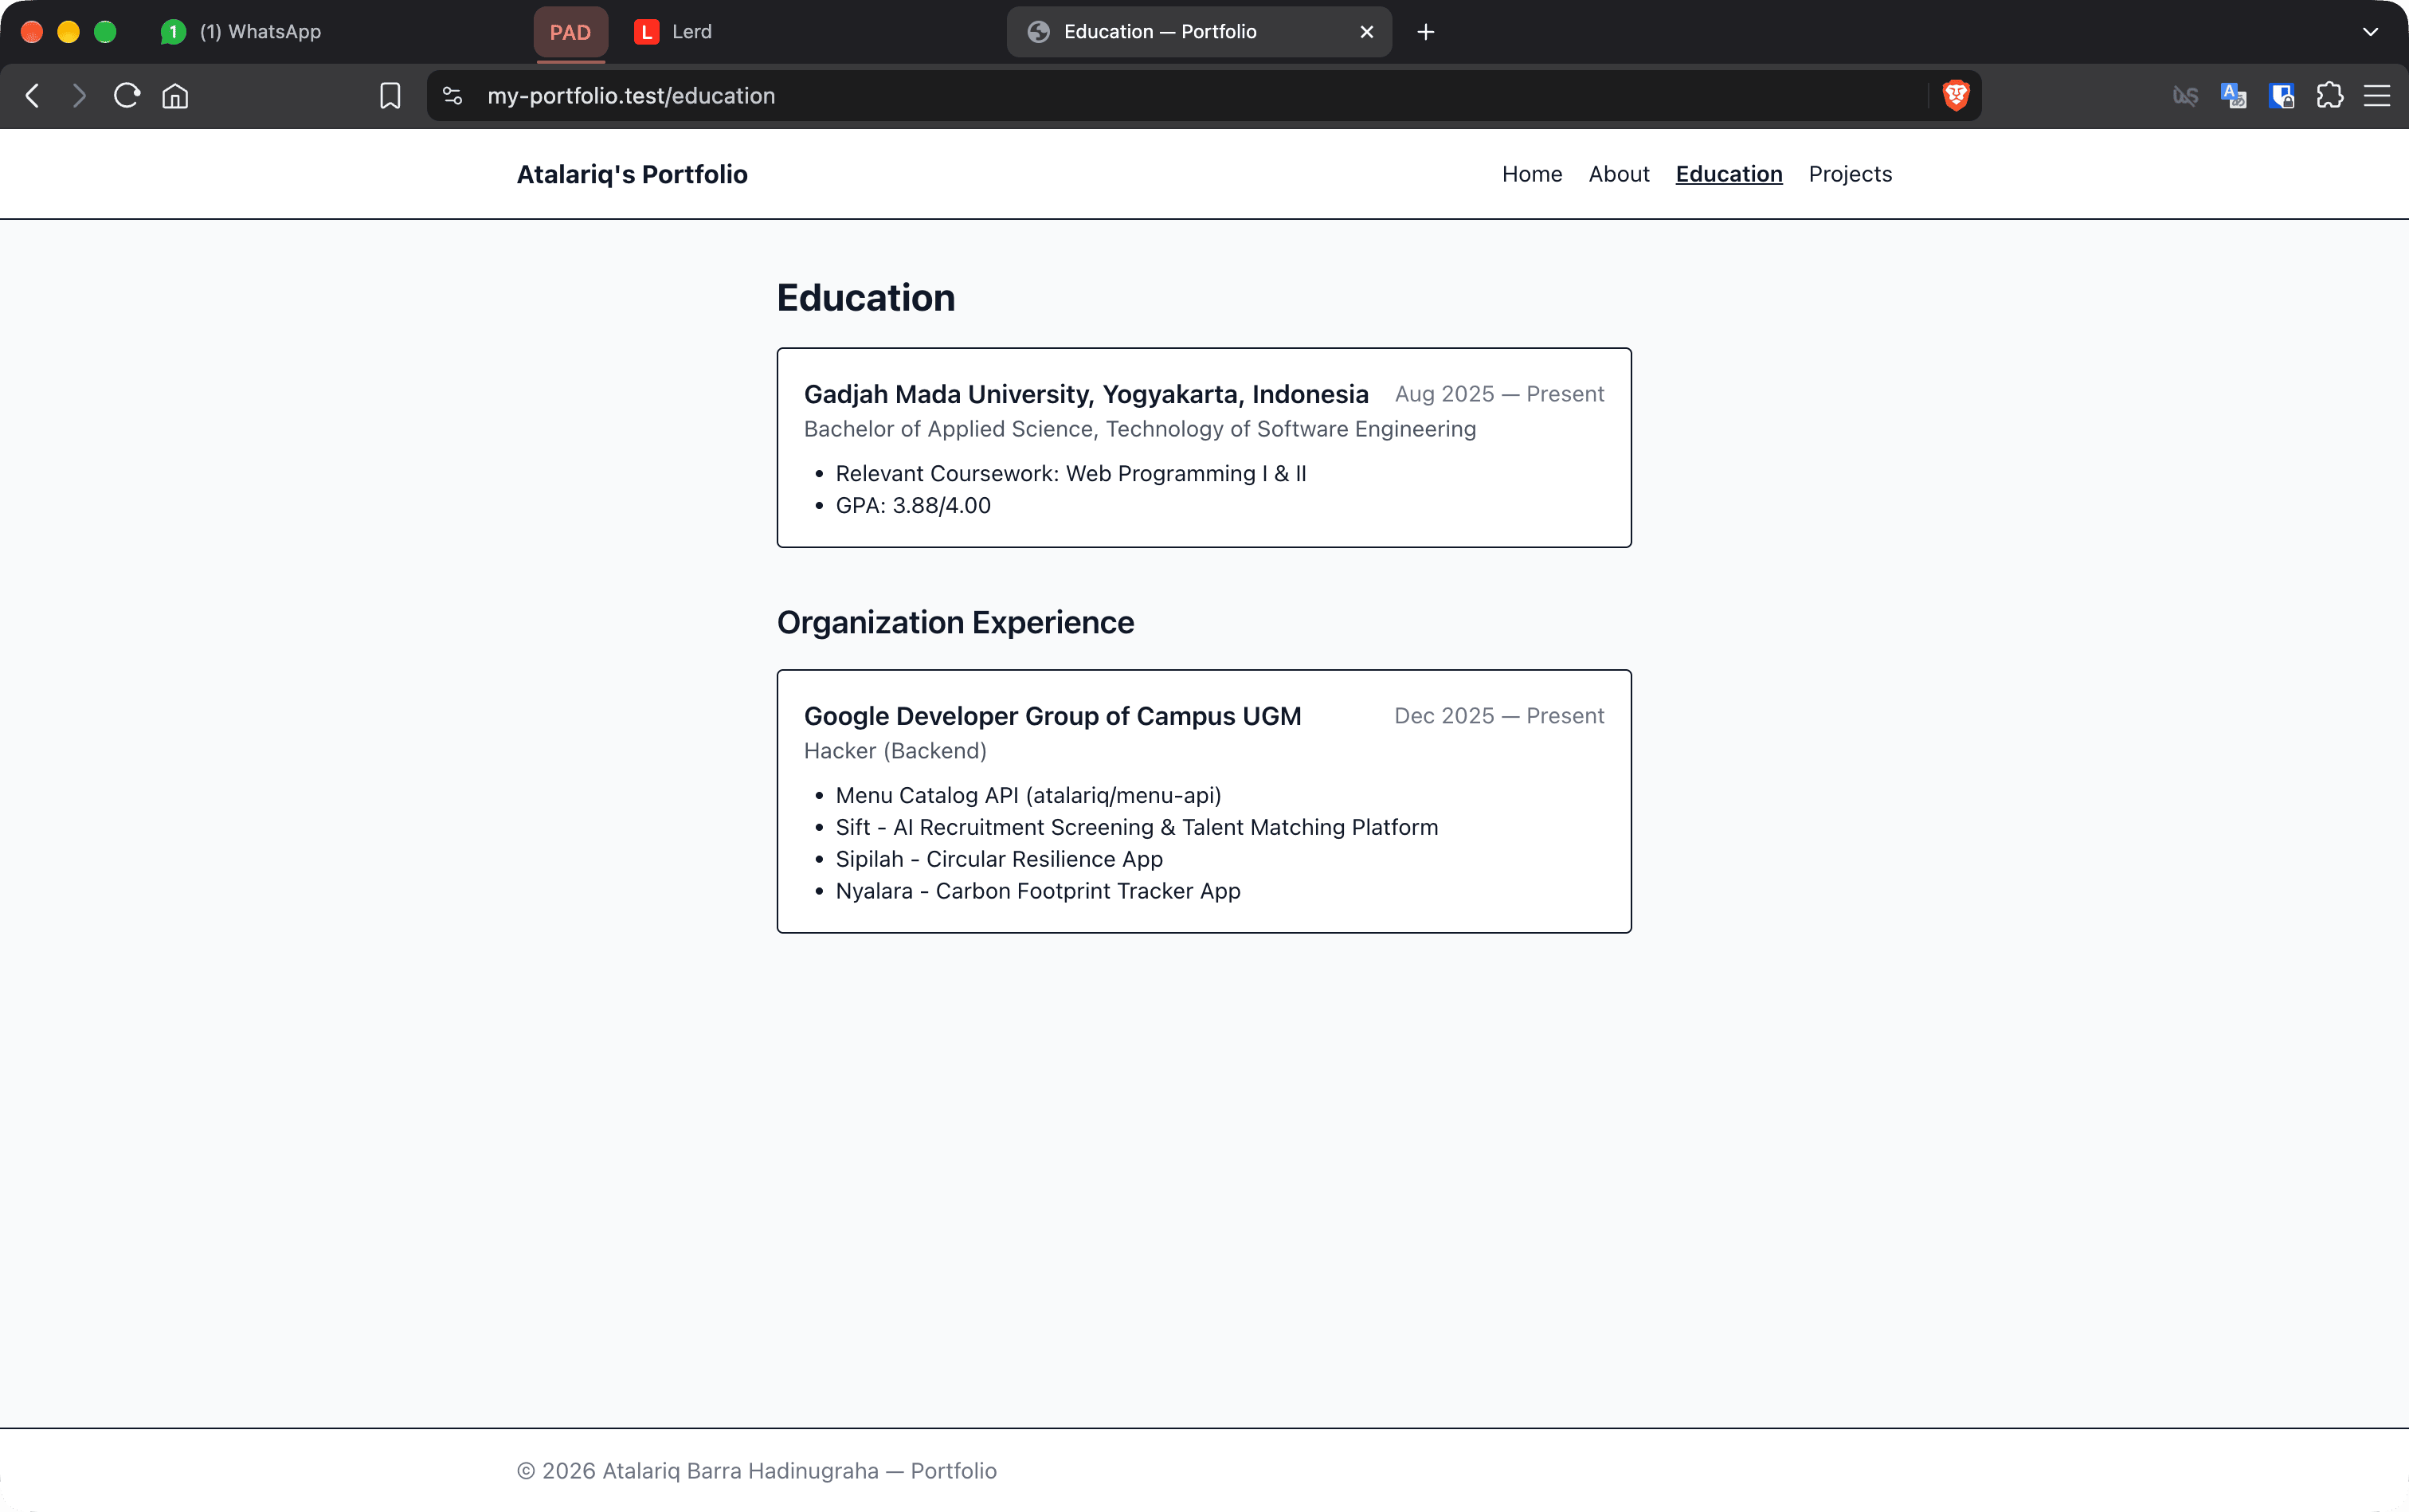 1 (1) WhatsApp PAD L Lerd Education — Portfolio
my-portfolio.test/education
Atalariq's Portfolio Home About Education Projects
Education
Gadjah Mada University, Yogyakarta, Indonesia Aug 2025 — Present
Bachelor of Applied Science, Technology of Software Engineering
• Relevant Coursework: Web Programming I & II
• GPA: 3.88/4.00
Organization Experience
Google Developer Group of Campus UGM Dec 2025 — Present
Hacker (Backend)
• Menu Catalog API (atalariq/menu-api)
• Sift - AI Recruitment Screening & Talent Matching Platform
• Sipilah - Circular Resilience App
• Nyalara - Carbon Footprint Tracker App
© 2026 Atalariq Barra Hadinugraha — Portfolio